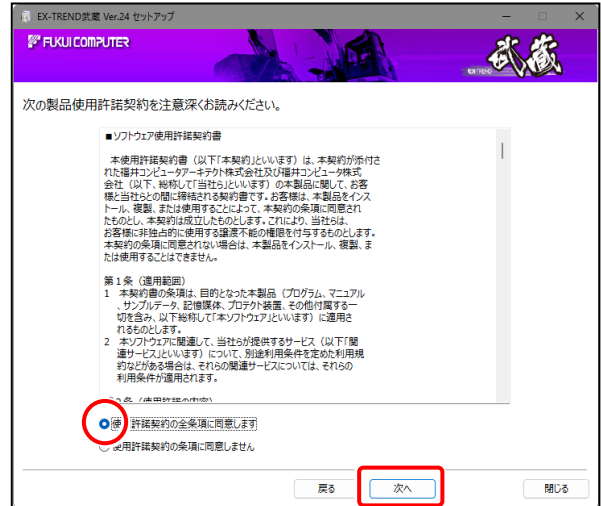 EX-TREND武蔵 Ver.24 セットアップ
FUKUI COMPUTER
EX-TREND 武蔵
次の製品使用許諾契約を注意深くお読みください。
■ソフトウェア使用許諾契約書
本使用許諾契約書（以下「本契約」といいます）は、本契約が添付さ
れた福井コンピュータアーキテクト株式会社及び福井コンピュータ株式
会社（以下、総称して「当社ら」といいます）の本製品に関して、お客
様と当社らとの間に締結される契約書です。お客様は、本製品をインス
トール、複製、または使用することによって、本契約の条項に同意され
たものとし、本契約は成立したものとします。これにより、当社らは、
お客様に非独占的に使用する譲渡不能の権限を付与するものとします。
本契約の条項に同意されない場合は、本製品をインストール、複製、ま
たは使用することはできません。
第１条（適用範囲）
1　本契約書の条項は、目的となった本製品（プログラム、マニュアル
、サンプルデータ、記憶媒体、プロテクト装置、その他付属する一
切を含み、以下総称して「本ソフトウェア」といいます）に適用さ
れるものとします。
2　本ソフトウェアに関連して、当社らが提供するサービス（以下「関
連サービス」といいます）について、別途利用条件を定めた利用規
約などがある場合は、それらの関連サービスについては、それらの
利用条件が適用されます。
第２条（使用許諾の内容）
使用許諾契約の全条項に同意します
使用許諾契約の条項に同意しません
戻る
次へ
閉じる